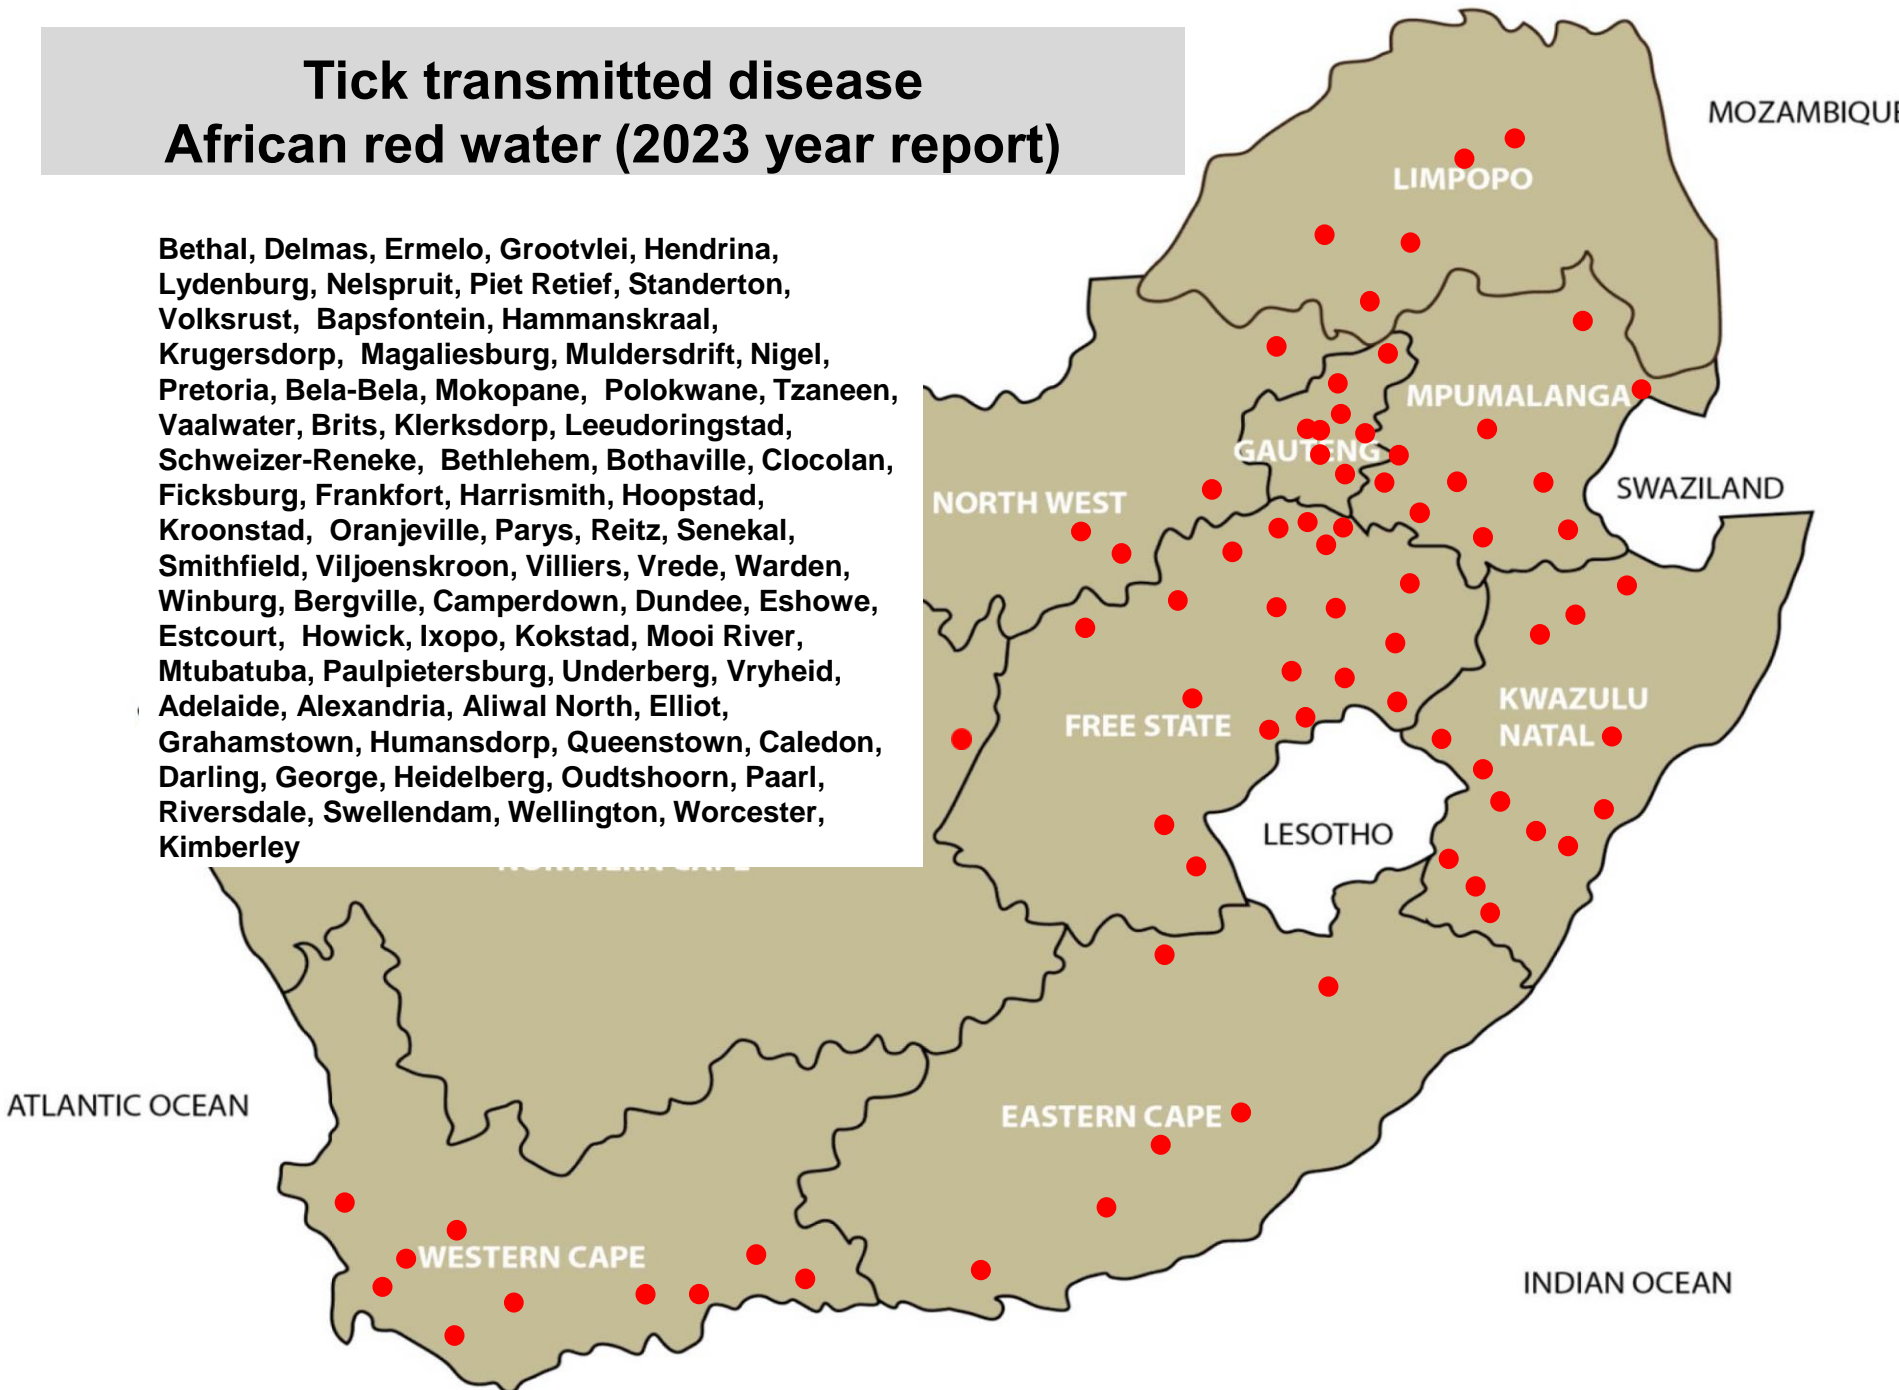 Tick transmitted disease
African red water (2023 year report)
Bethal, Delmas, Ermelo, Grootvlei, Hendrina,
Lydenburg, Nelspruit, Piet Retief, Standerton,
Volksrust, Bapsfontein, Hammanskraal,
Krugersdorp, Magaliesburg, Muldersdrift, Nigel,
Pretoria, Bela-Bela, Mokopane, Polokwane, Tzaneen,
Vaalwater, Brits, Klerksdorp, Leeudoringstad,
Schweizer-Reneke, Bethlehem, Bothaville, Clocolan,
Ficksburg, Frankfort, Harrismith, Hoopstad,
Kroonstad, Oranjeville, Parys, Reitz, Senekal,
Smithfield, Viljoenskroon, Villiers, Vrede, Warden,
Winburg, Bergville, Camperdown, Dundee, Eshowe,
Estcourt, Howick, Ixopo, Kokstad, Mooi River,
Mtubatuba, Paulpietersburg, Underberg, Vryheid,
Adelaide, Alexandria, Aliwal North, Elliot,
Grahamstown, Humansdorp, Queenstown, Caledon,
Darling, George, Heidelberg, Oudtshoorn, Paarl,
Riversdale, Swellendam, Wellington, Worcester,
Kimberley
MOZAMBIQUE
LIMPOPO
MPUMALANGA
GAUTENG
SWAZILAND
NORTH WEST
KWAZULU
NATAL
FREE STATE
LESOTHO
NORTHERN CAPE
ATLANTIC OCEAN
EASTERN CAPE
WESTERN CAPE
INDIAN OCEAN